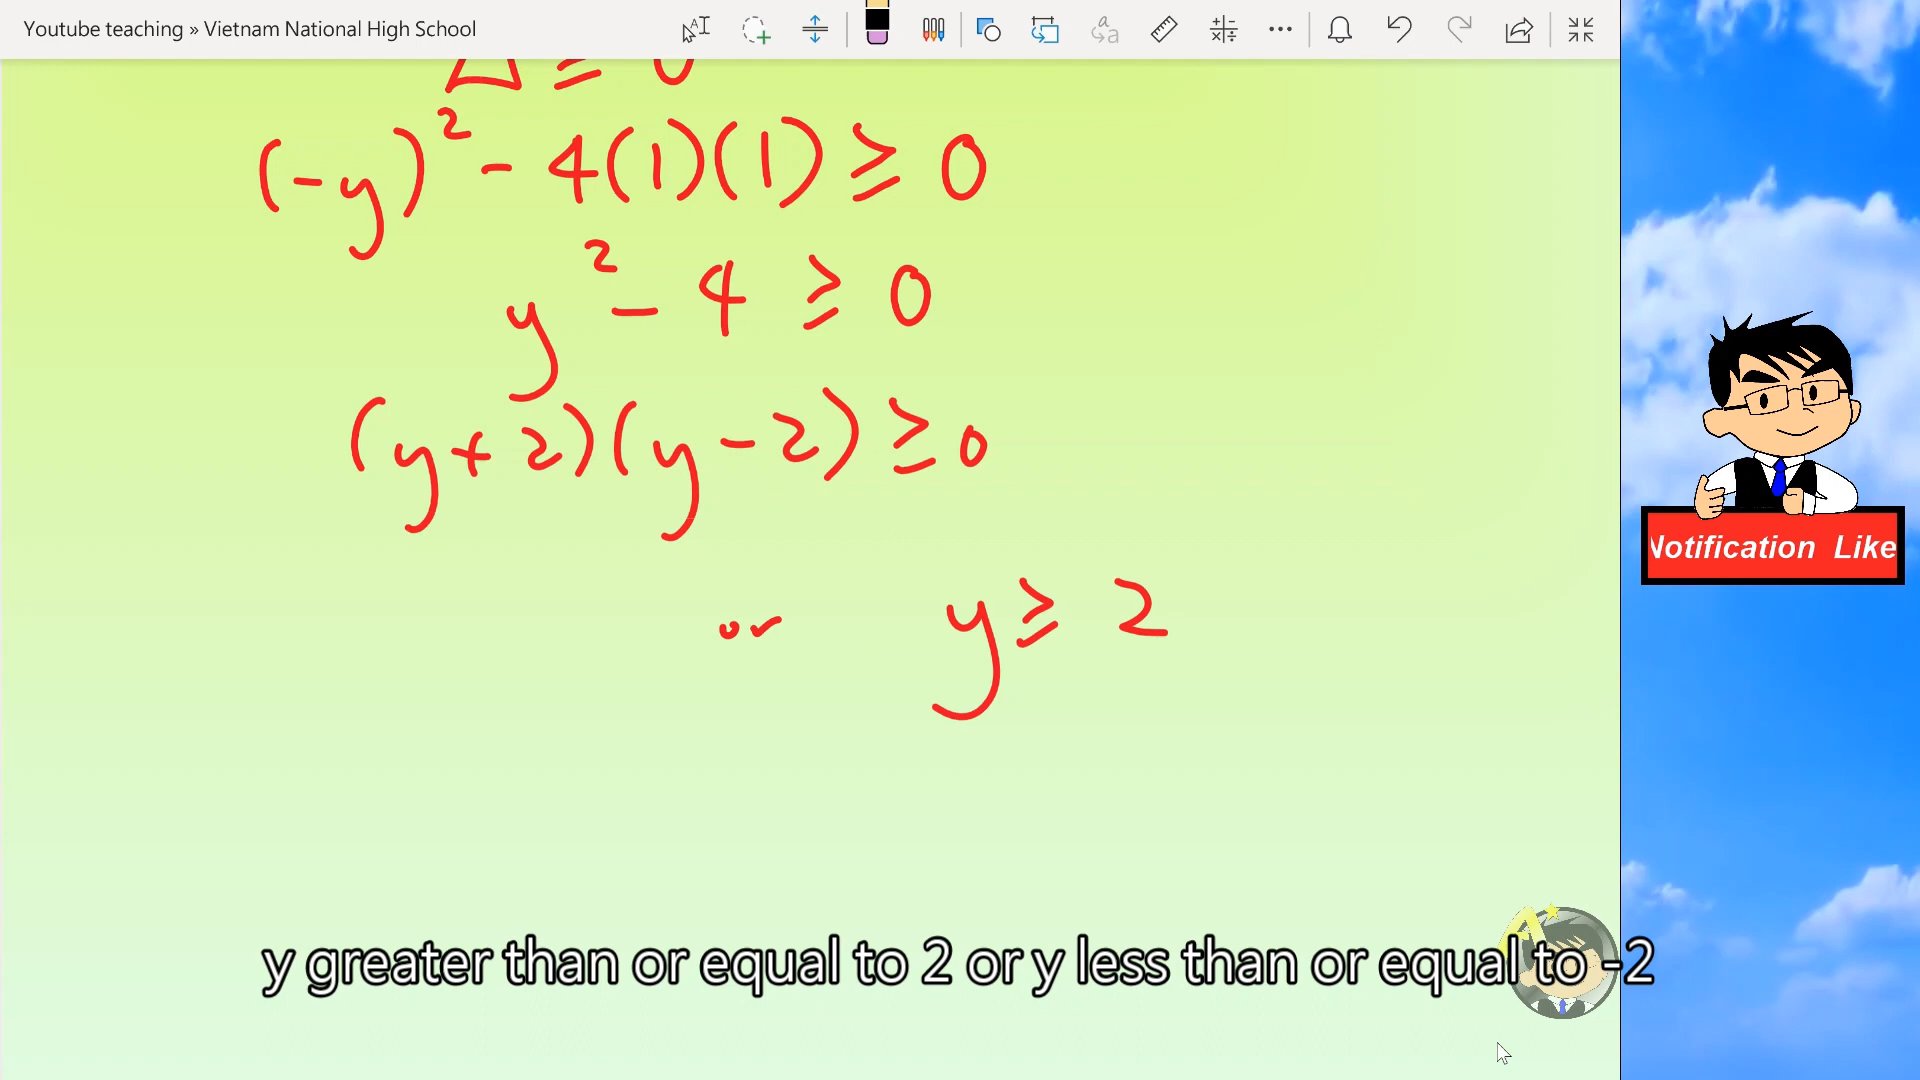 Youtube teaching » Vietnam National High School
Δ ≥ 0
(-y)² - 4(1)(1) ≥ 0
y² - 4 ≥ 0
(y+2)(y-2) ≥ 0
or y ≥ 2
Notification Like
y greater than or equal to 2 or y less than or equal to -2